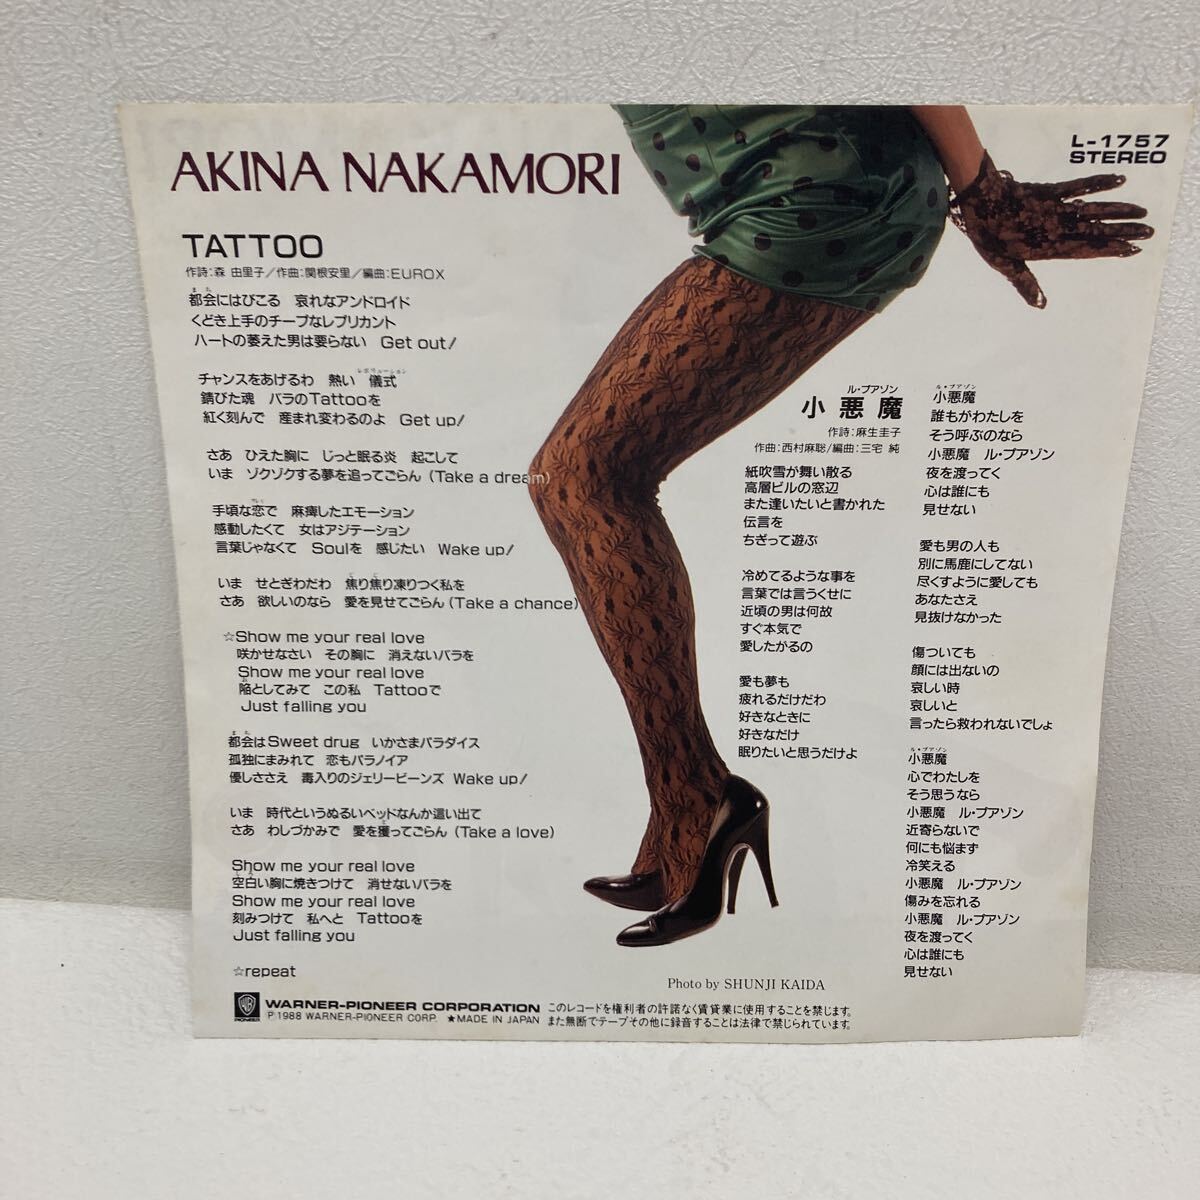 AKINA NAKAMORI
L-1757
STEREO
TATTOO
作詩:森 由里子/作曲:関根安里/編曲:EUROX
都会にはびこる 哀れなアンドロイド
くどき上手のチープなレプリカント
ハートの萎えた男は要らない Get out!
レボリューション
チャンスをあげるわ 熱い 儀式
錆びた魂 バラのTattooを
紅く刻んで 産まれ変わるのよ Get up!
さあ ひえた胸に じっと眠る炎 起こして
いま ゾクゾクする夢を追ってごらん (Take a dream)
手頃な恋で 麻痺したエモーション
感動したくて 女はアジテーション
言葉じゃなくて Soulを 感じたい Wake up!
いま せとぎわだわ 焦り焦り凍りつく私を
さあ 欲しいのなら 愛を見せてごらん (Take a chance)
☆Show me your real love
咲かせなさい その胸に 消えないバラを
Show me your real love
陥としてみて この私 Tattooで
Just falling you
都会はSweet drug いかさまパラダイス
孤独にまみれて 恋もパラノイア
優しささえ 毒入りのジェリービーンズ Wake up!
いま 時代というぬるいベッドなんか這い出て
さあ わしづかみで 愛を獲ってごらん (Take a love)
Show me your real love
空白い胸に焼きつけて 消せないバラを
Show me your real love
刻みつけて 私へと Tattooを
Just falling you
☆repeat
ル・プアゾン
小悪魔
作詩:麻生圭子
作曲:西村麻聡/編曲:三宅 純
紙吹雪が舞い散る
高層ビルの窓辺
また逢いたいと書かれた
伝言を
ちぎって遊ぶ
冷めてるような事を
言葉では言うくせに
近頃の男は何故
すぐ本気で
愛したがるの
愛も夢も
疲れるだけだわ
好きなときに
好きなだけ
眠りたいと思うだけよ
ル・プアゾン
小悪魔
誰もがわたしを
そう呼ぶのなら
小悪魔 ル・プアゾン
夜を渡ってく
心は誰にも
見せない
愛も男の人も
別に馬鹿にしてない
尽くすように愛しても
あなたさえ
見抜けなかった
傷ついても
顔には出ないの
哀しい時
哀しいと
言ったら救われないでしょ
ル・プアゾン
小悪魔
心でわたしを
そう思うなら
小悪魔 ル・プアゾン
近寄らないで
何にも悩まず
冷笑える
小悪魔 ル・プアゾン
傷みを忘れる
小悪魔 ル・プアゾン
夜を渡ってく
心は誰にも
見せない
Photo by SHUNJI KAIDA
WB PIONEER
WARNER-PIONEER CORPORATION
Ⓟ1988 WARNER-PIONEER CORP. ★MADE IN JAPAN
このレコードを権利者の許諾なく賃貸業に使用することを禁じます。
また無断でテープその他に録音することは法律で禁じられています。